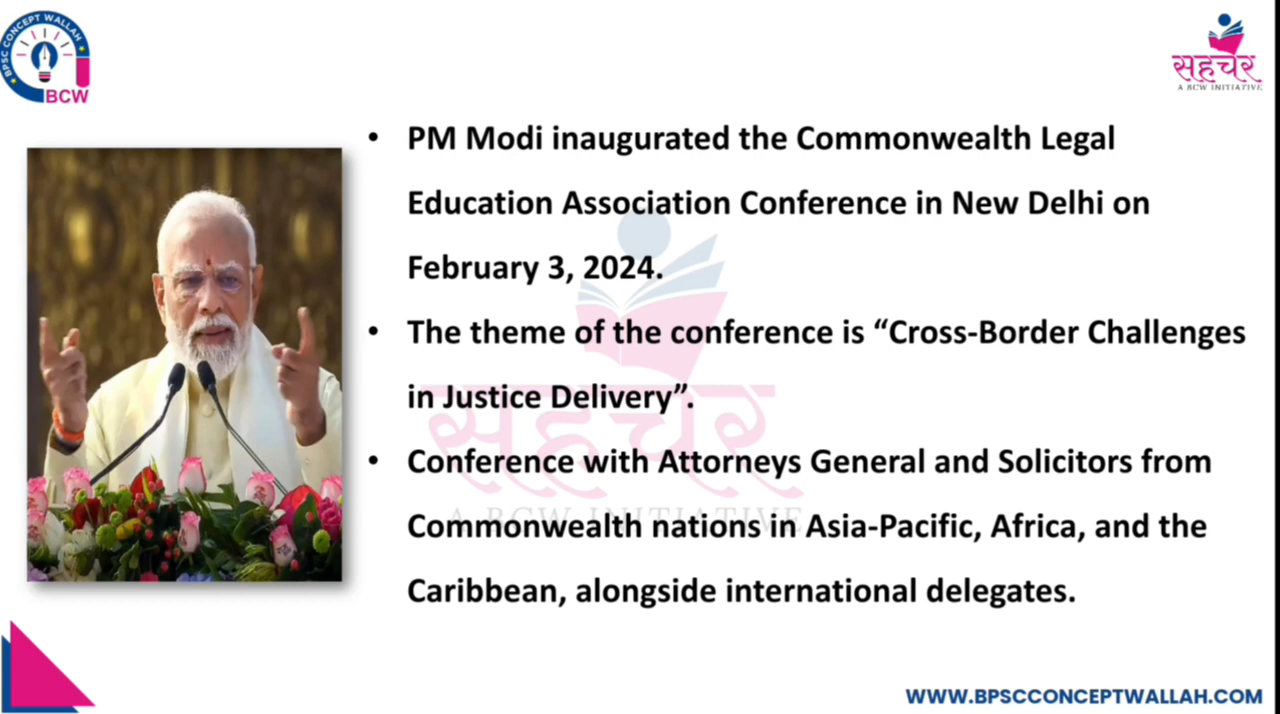 BPSC CONCEPT WALLAH
BCW
सहचर
A BCW INITIATIVE
• PM Modi inaugurated the Commonwealth Legal
Education Association Conference in New Delhi on
February 3, 2024.
• The theme of the conference is “Cross-Border Challenges
in Justice Delivery”.
• Conference with Attorneys General and Solicitors from
Commonwealth nations in Asia-Pacific, Africa, and the
Caribbean, alongside international delegates.
सहचर
A BCW INITIATIVE
WWW.BPSCCONCEPTWALLAH.COM